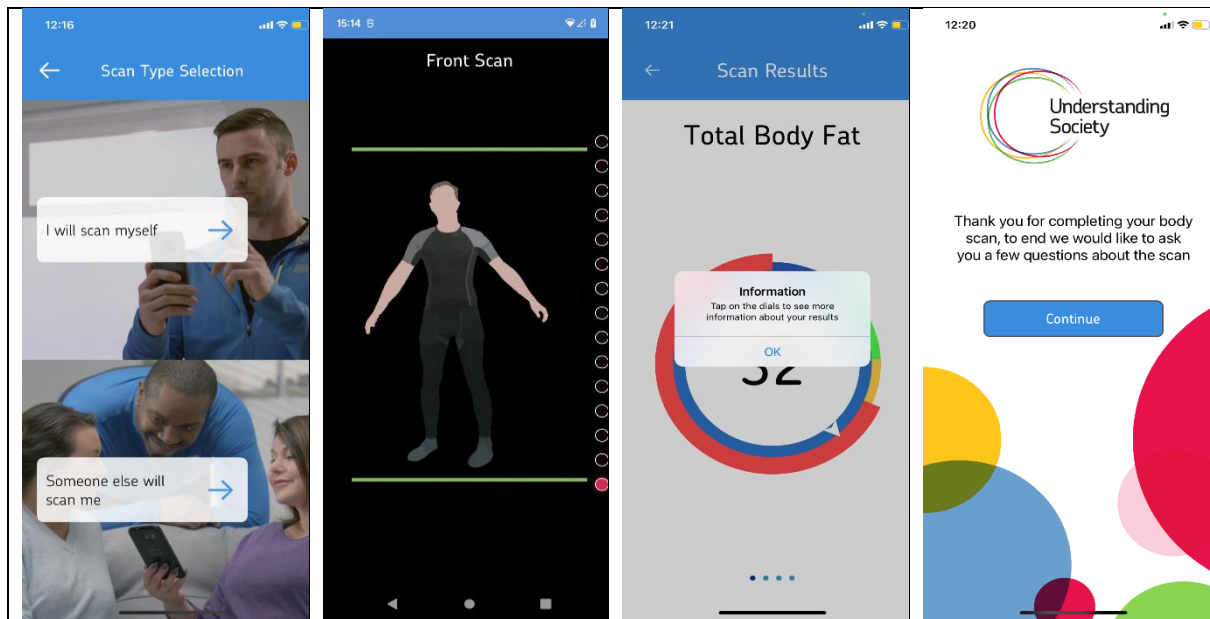 12:16
Scan Type Selection
I will scan myself
Someone else will
scan me
15:14
Front Scan
12:21
Scan Results
Total Body Fat
Information
Tap on the dials to see more
information about your results
OK
32
12:20
Understanding
Society
Thank you for completing your body
scan, to end we would like to ask
you a few questions about the scan
Continue